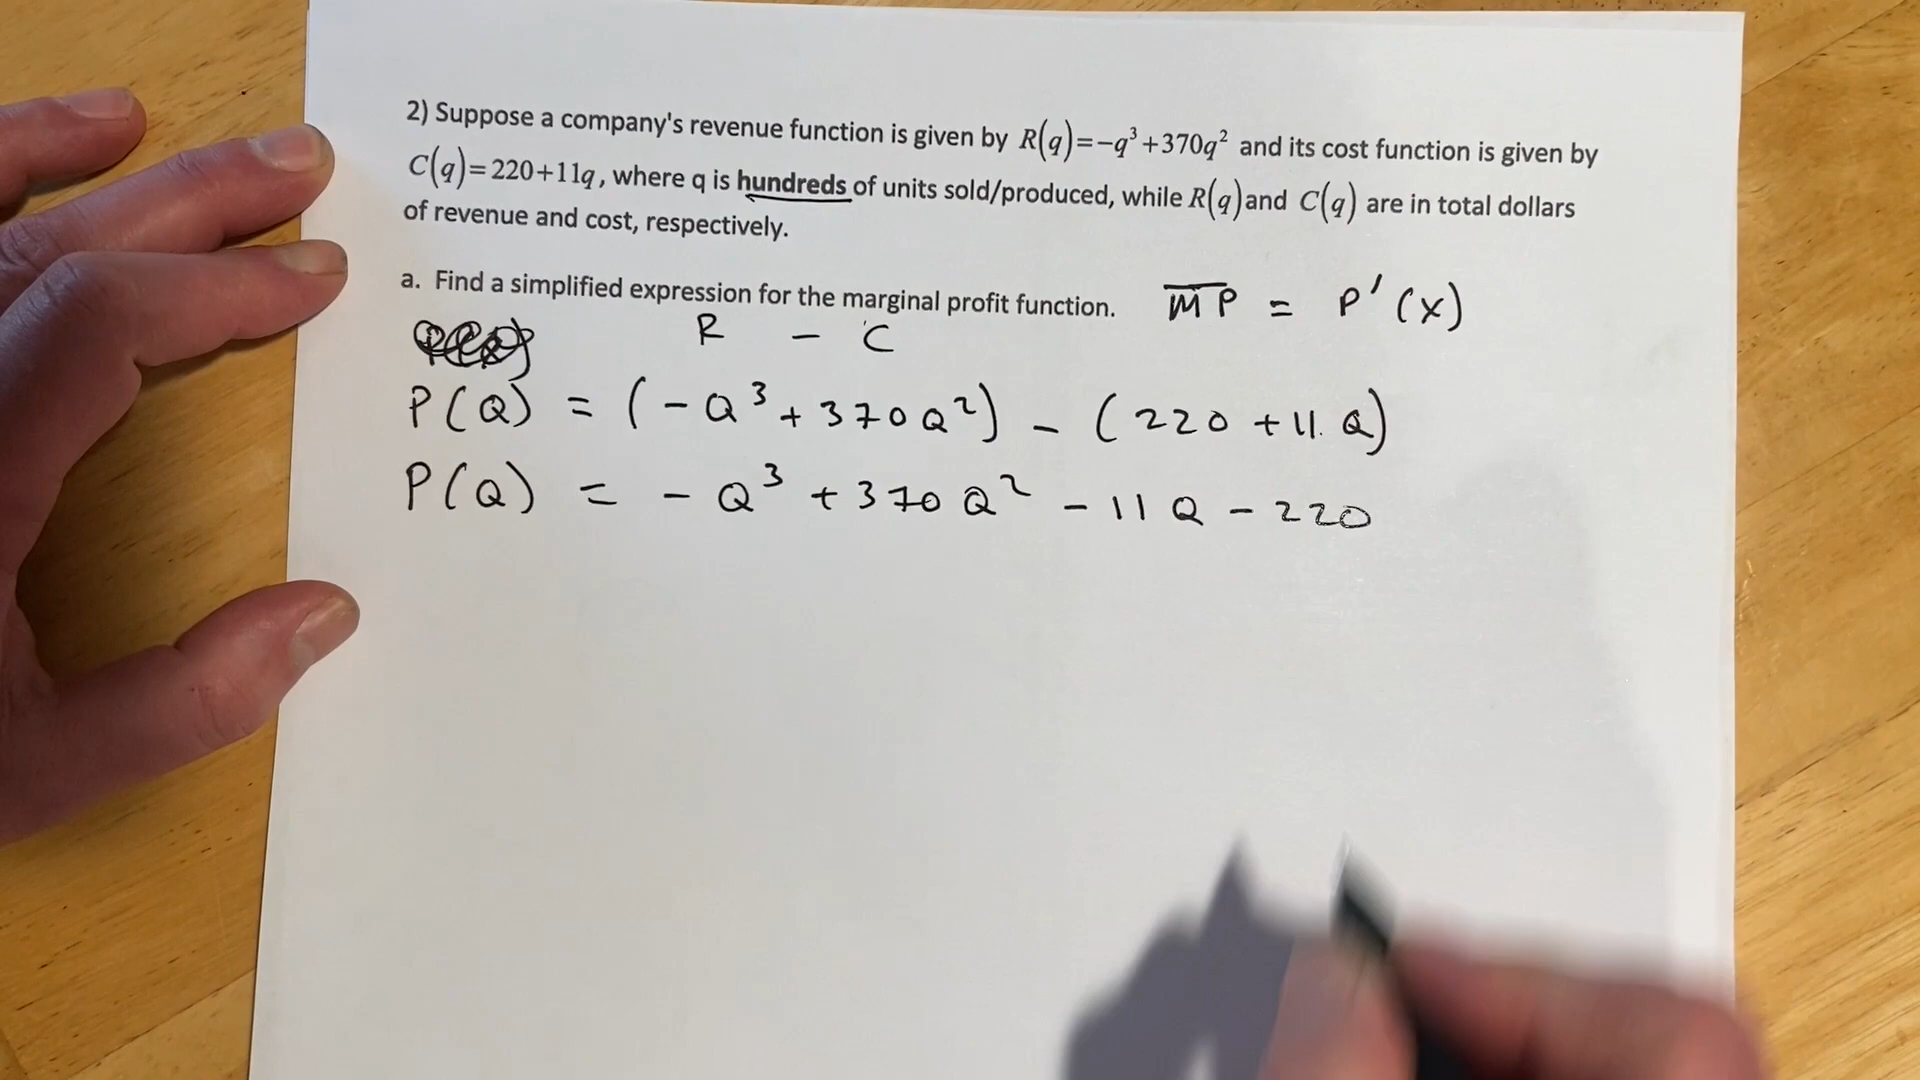 2) Suppose a company's revenue function is given by R(q)=-q³+370q² and its cost function is given by
C(q)=220+11q, where q is hundreds of units sold/produced, while R(q) and C(q) are in total dollars
of revenue and cost, respectively.
a. Find a simplified expression for the marginal profit function. MP = P'(x)
R - C
P(Q) = (-Q³+370Q²) - (220+11Q)
P(Q) = -Q³+370Q² - 11Q - 220